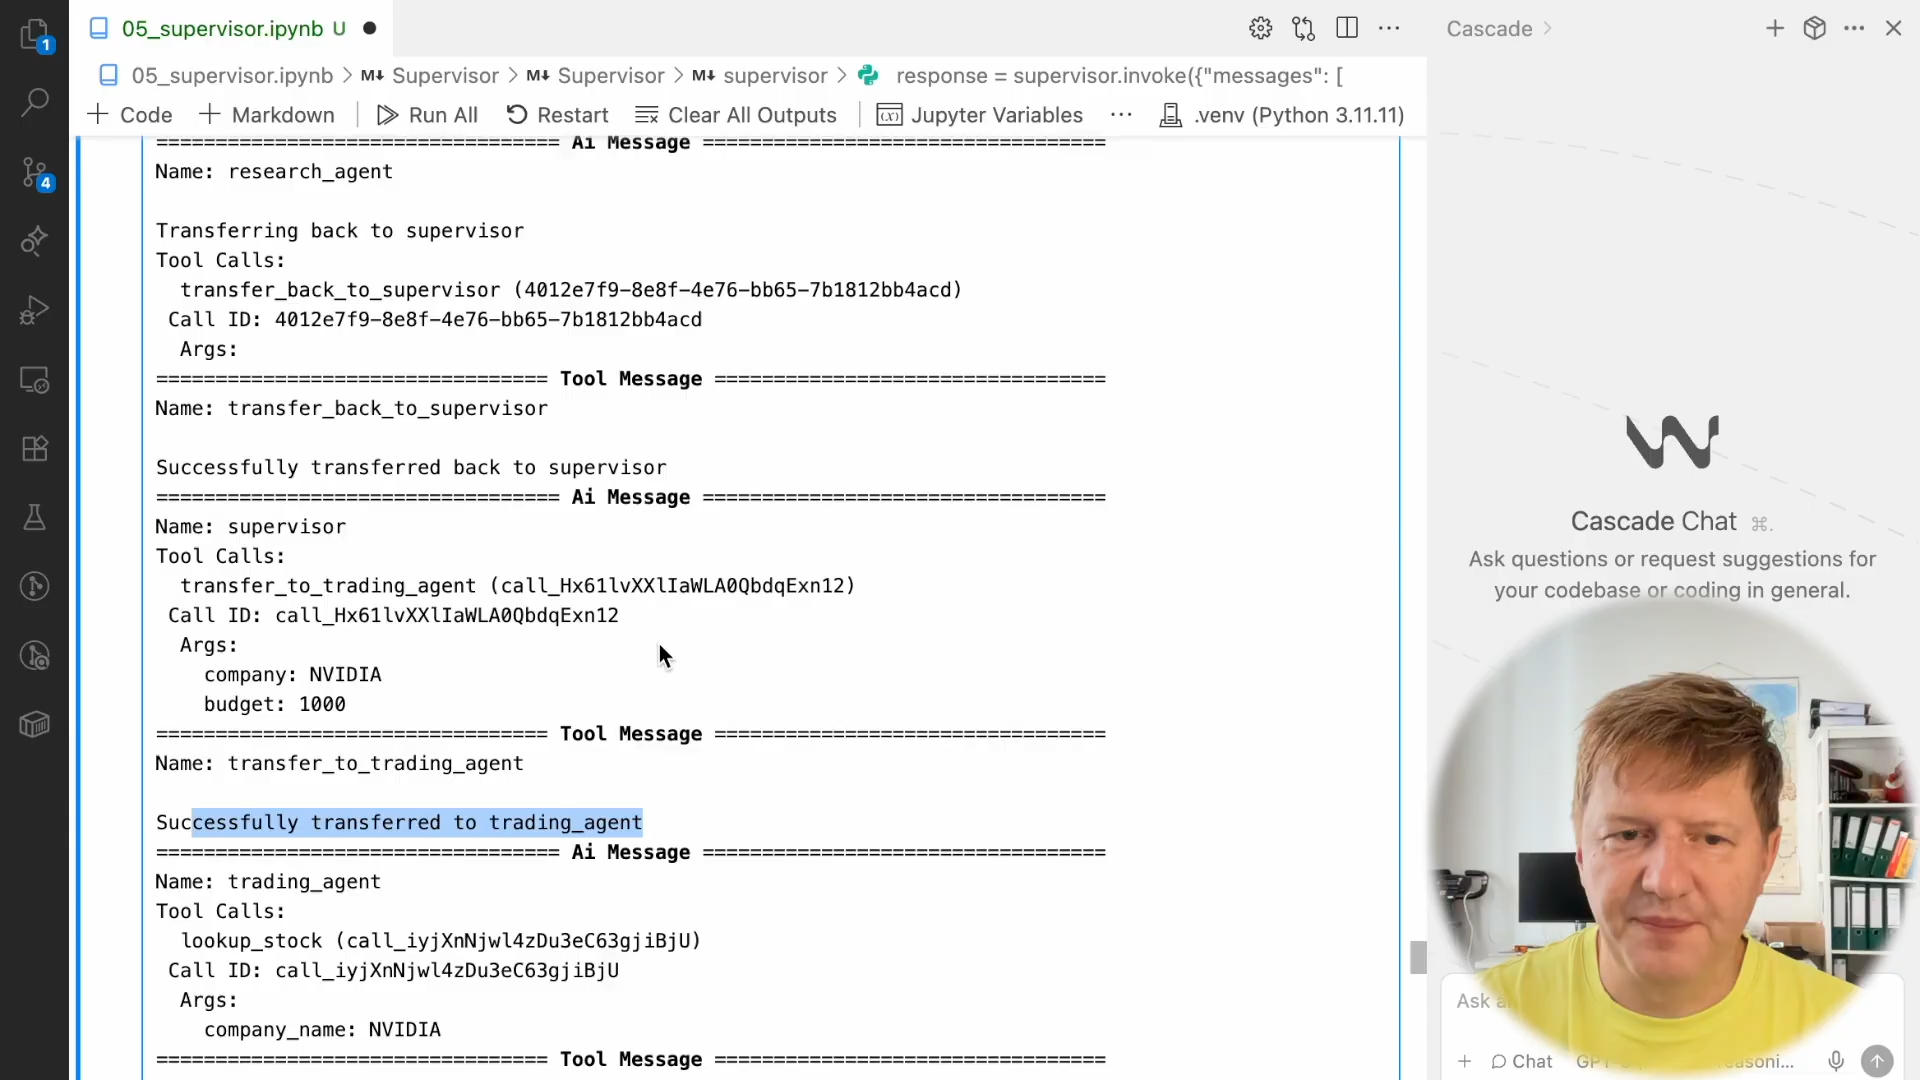 05_supervisor.ipynb U
Cascade
05_supervisor.ipynb > M↓ Supervisor > M↓ Supervisor > M↓ supervisor > response = supervisor.invoke({"messages": [
+ Code + Markdown Run All Restart Clear All Outputs Jupyter Variables ... .venv (Python 3.11.11)
1
4
================================== Ai Message ==================================
Name: research_agent
Transferring back to supervisor
Tool Calls:
transfer_back_to_supervisor (4012e7f9-8e8f-4e76-bb65-7b1812bb4acd)
Call ID: 4012e7f9-8e8f-4e76-bb65-7b1812bb4acd
Args:
================================= Tool Message =================================
Name: transfer_back_to_supervisor
Successfully transferred back to supervisor
================================== Ai Message ==================================
Name: supervisor
Tool Calls:
transfer_to_trading_agent (call_Hx61lvXXlIaWLA0QbdqExn12)
Call ID: call_Hx61lvXXlIaWLA0QbdqExn12
Args:
company: NVIDIA
budget: 1000
================================= Tool Message =================================
Name: transfer_to_trading_agent
Successfully transferred to trading_agent
================================== Ai Message ==================================
Name: trading_agent
Tool Calls:
lookup_stock (call_iyjXnNjwl4zDu3eC63gjiBjU)
Call ID: call_iyjXnNjwl4zDu3eC63gjiBjU
Args:
company_name: NVIDIA
================================= Tool Message =================================
Cascade Chat ⌘.
Ask questions or request suggestions for
your codebase or coding in general.
Ask
+ Chat